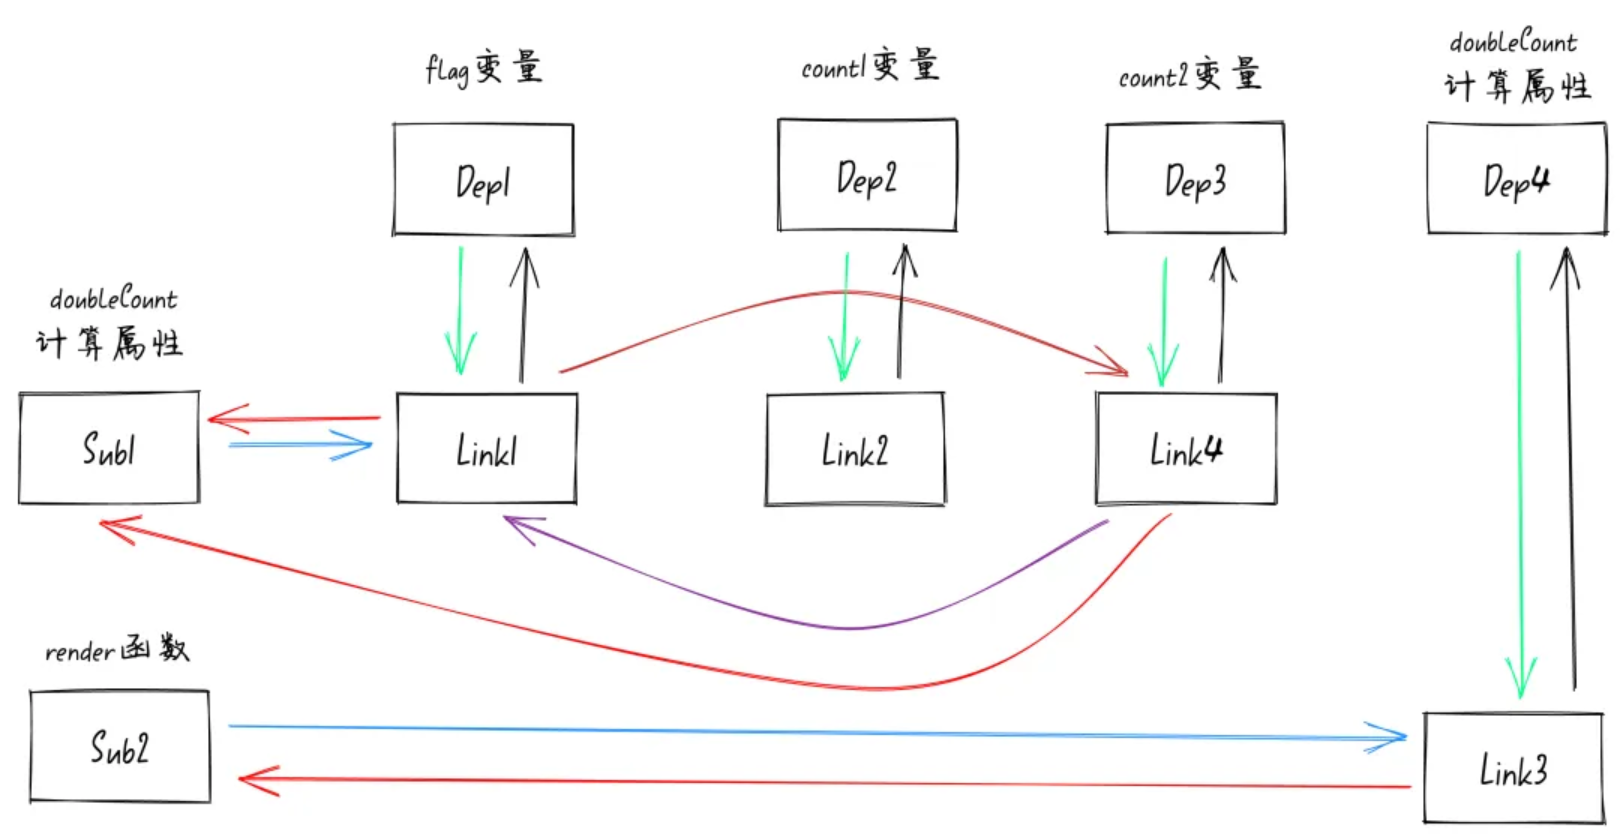 flag变量
count1变量
count2变量
doubleCount
计算属性
Dep1
Dep2
Dep3
Dep4
doubleCount
计算属性
Sub1
Link1
Link2
Link4
render函数
Sub2
Link3